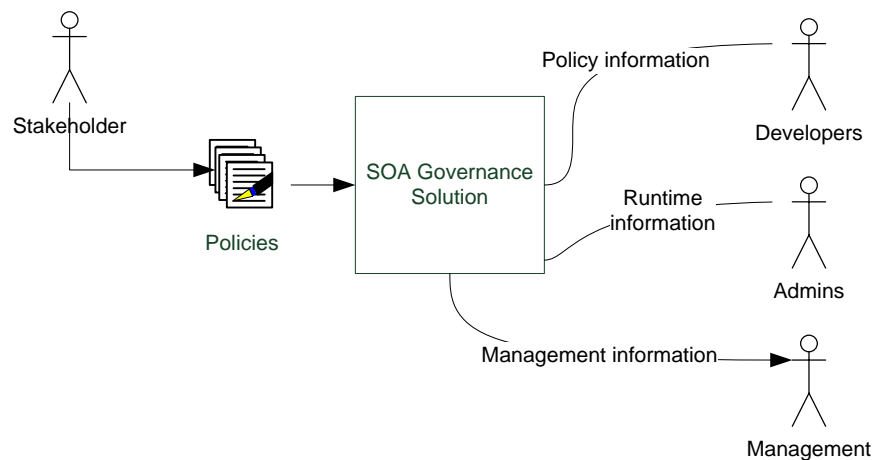 Stakeholder
Policies
SOA Governance
Solution
Policy information
Developers
Runtime
information
Admins
Management information
Management